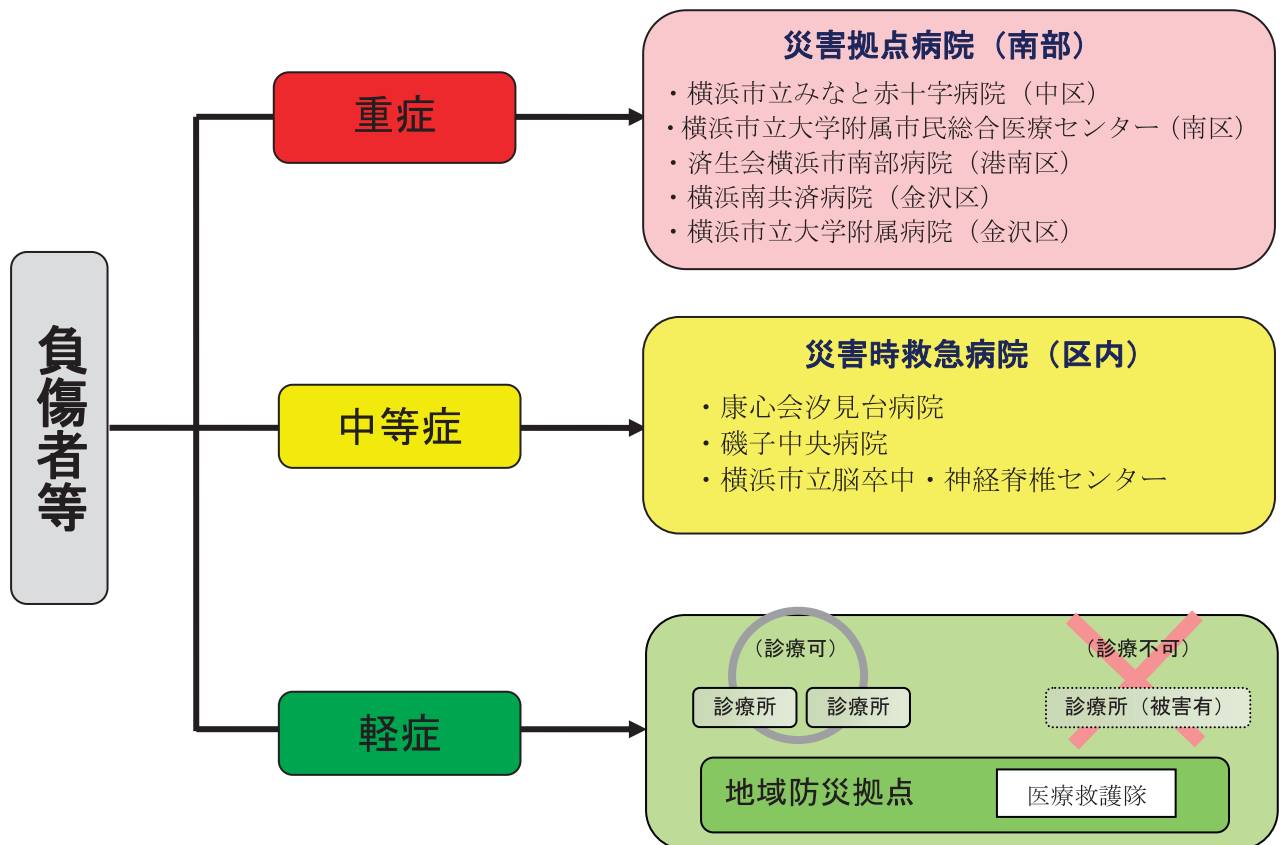 負傷者等
重症
災害拠点病院（南部）
・横浜市立みなと赤十字病院（中区）
・横浜市立大学附属市民総合医療センター（南区）
・済生会横浜市南部病院（港南区）
・横浜南共済病院（金沢区）
・横浜市立大学附属病院（金沢区）
中等症
災害時救急病院（区内）
・康心会汐見台病院
・磯子中央病院
・横浜市立脳卒中・神経脊椎センター
軽症
（診療可）
（診療不可）
診療所
診療所
診療所（被害有）
地域防災拠点
医療救護隊